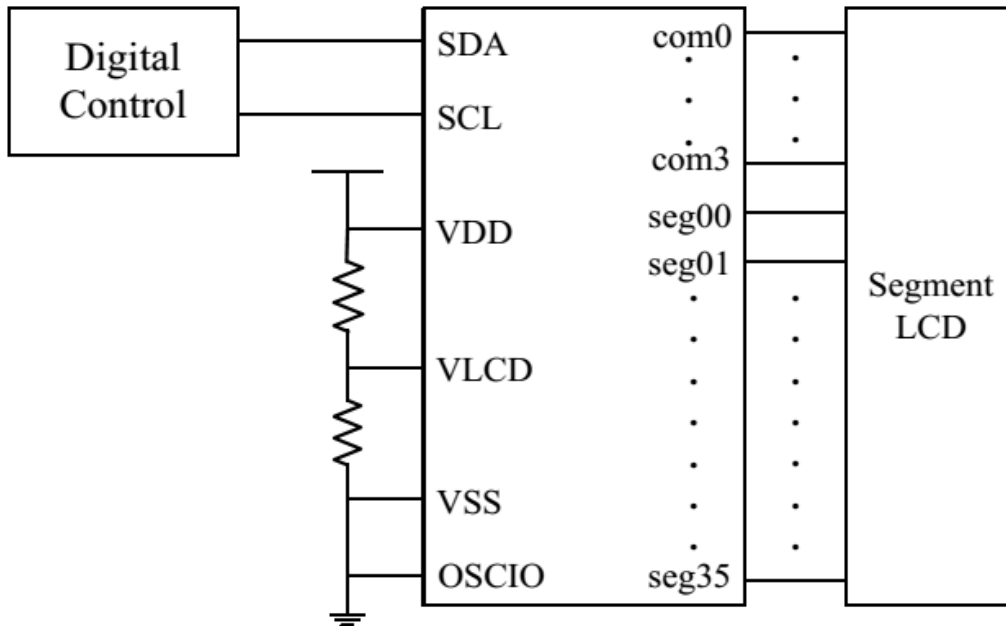 Digital
Control
SDA
SCL
VDD
VLCD
VSS
OSCIO
com0
com3
seg00
seg01
seg35
Segment
LCD